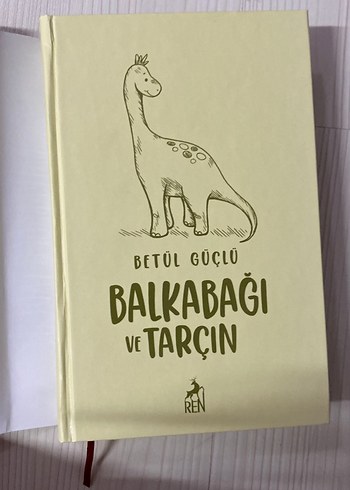 BETÜL GÜÇLÜ
BALKABAĞI
VE TARÇIN
REN